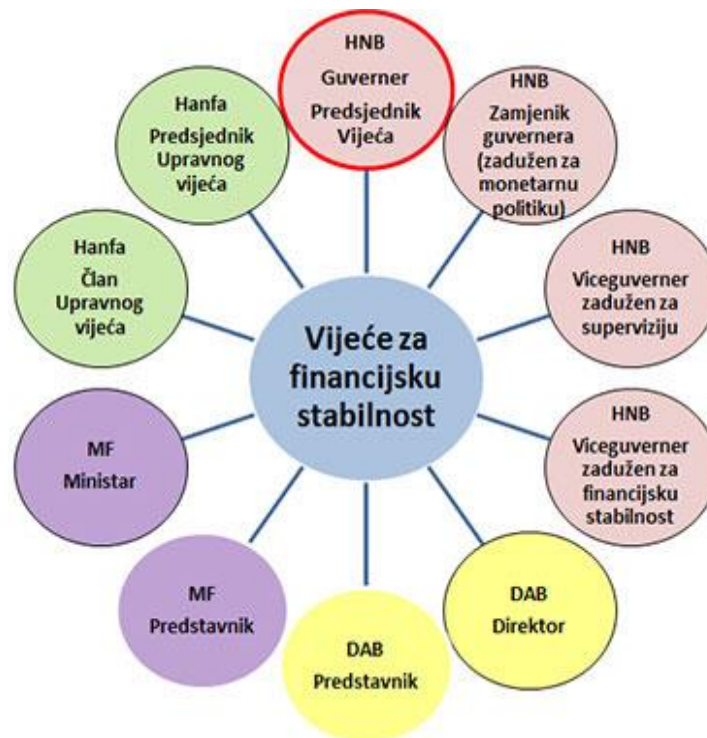 HNB
Guverner
Predsjednik
Vijeća
HNB
Zamjenik
guvernera
(zadužen za
monetarnu
politiku)
HNB
Viceguverner
zadužen za
superviziju
HNB
Viceguverner
zadužen za
financijsku
stabilnost
DAB
Direktor
DAB
Predstavnik
MF
Predstavnik
MF
Ministar
Hanfa
Član
Upravnog
vijeća
Hanfa
Predsjednik
Upravnog
vijeća
Vijeće za
financijsku
stabilnost